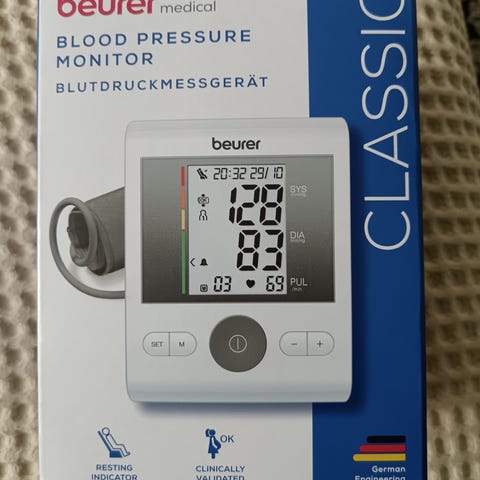 beurer medical
BLOOD PRESSURE
MONITOR
BLUTDRUCKMESSGERÄT
CLASSIC
beurer
20:32 29/10
128
SYS
mmHg
83
DIA
mmHg
03
69
PUL
/min
SET
M
−
+
RESTING
INDICATOR
OK
CLINICALLY
VALIDATED
German
Engineering